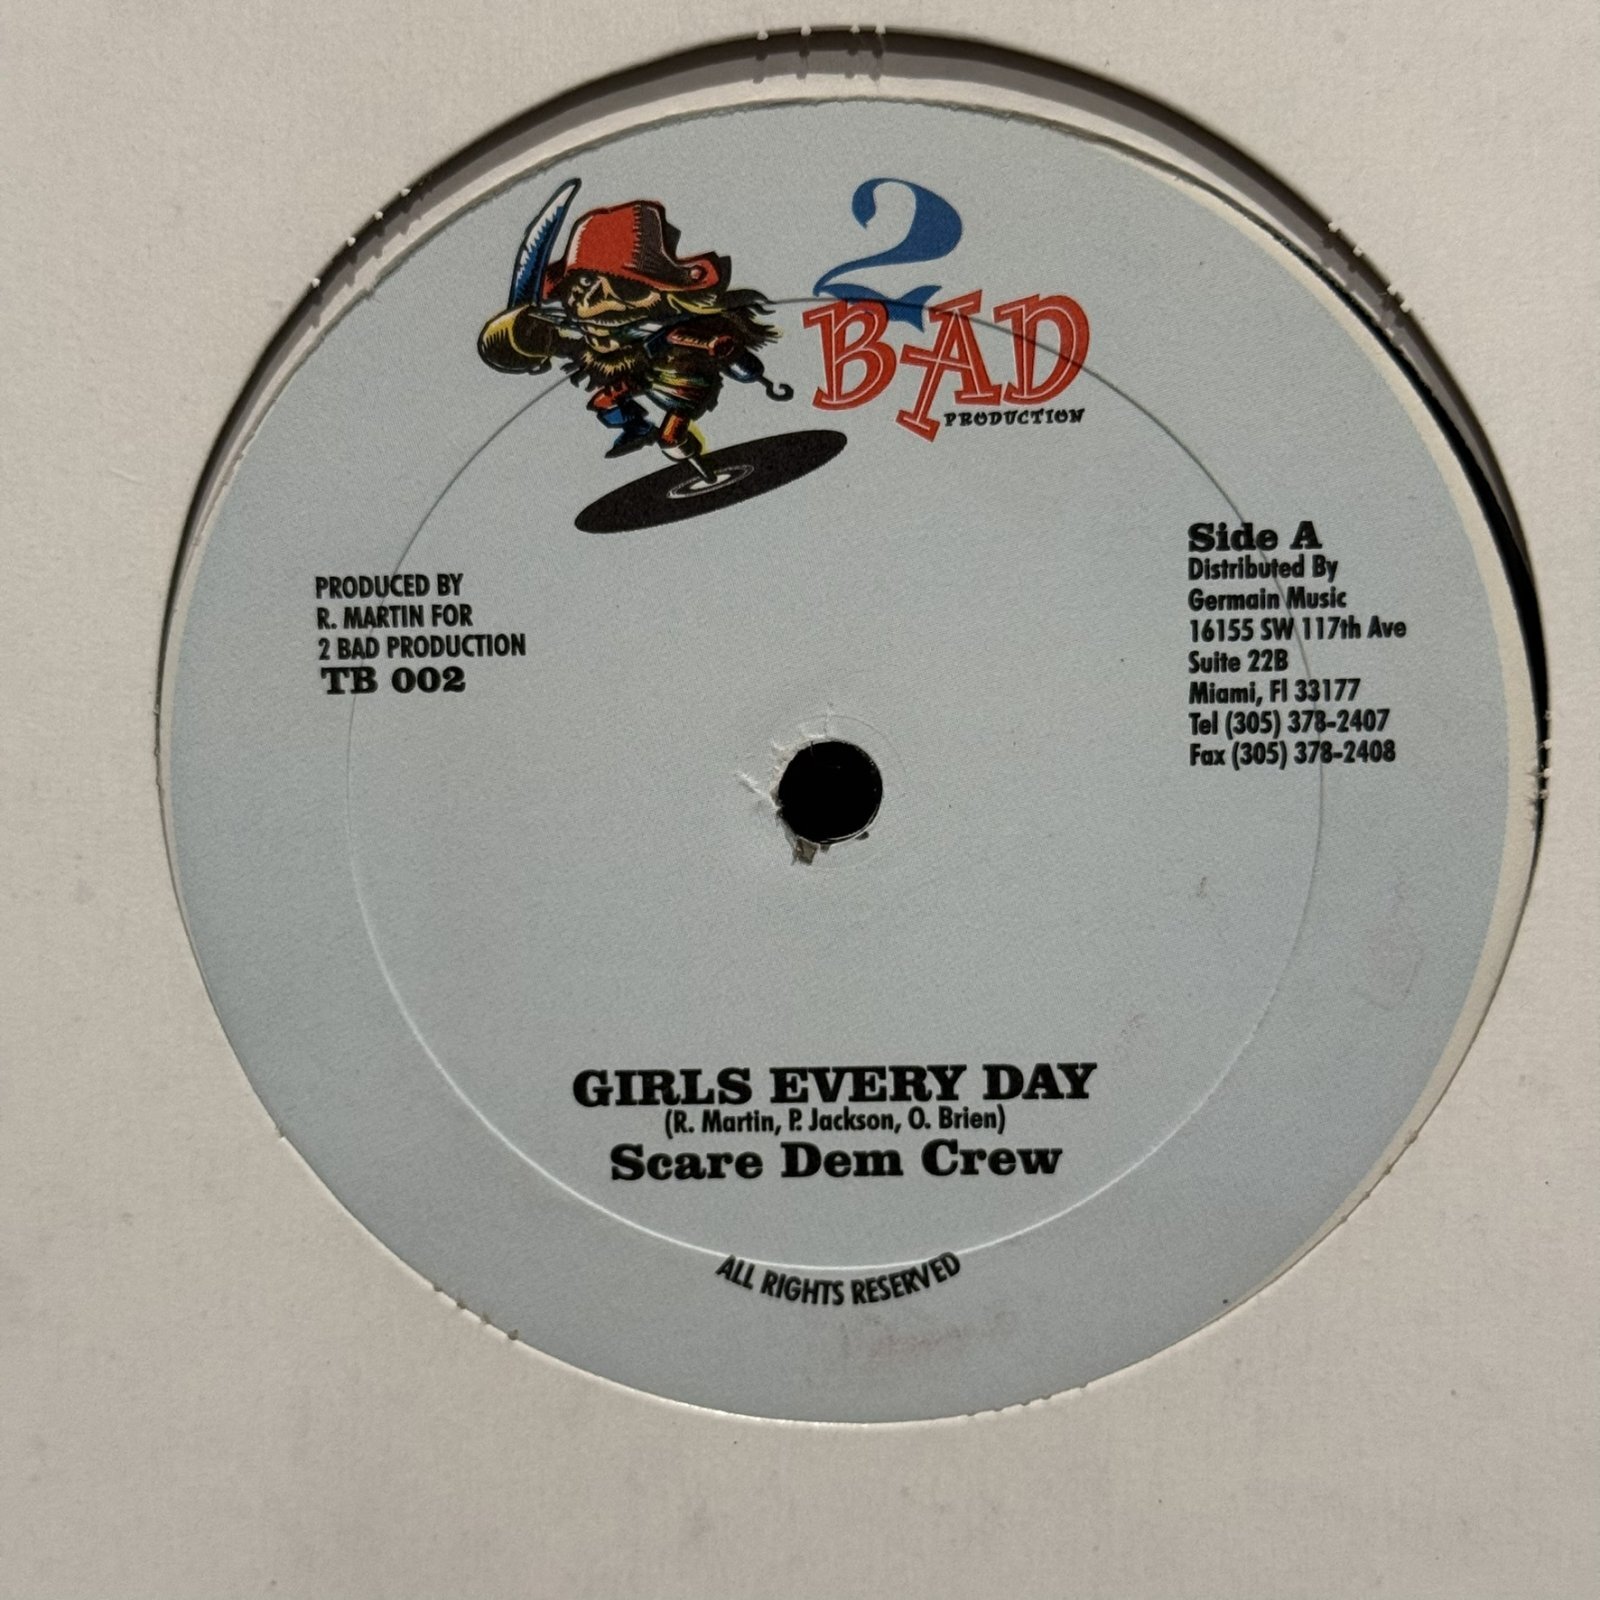 2
BAD
PRODUCTION
PRODUCED BY
R. MARTIN FOR
2 BAD PRODUCTION
TB 002
Side A
Distributed By
Germain Music
16155 SW 117th Ave
Suite 22B
Miami, Fl 33177
Tel (305) 378-2407
Fax (305) 378-2408
GIRLS EVERY DAY
(R. Martin, P. Jackson, O. Brien)
Scare Dem Crew
ALL RIGHTS RESERVED